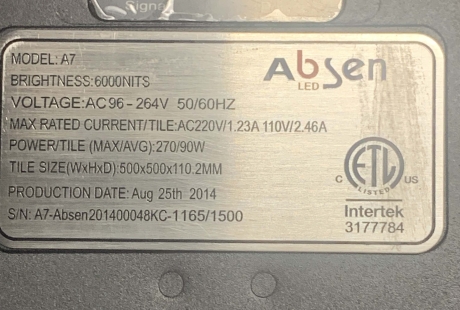 Signal
MODEL: A7
BRIGHTNESS:6000NITS
VOLTAGE:AC 96-264V 50/60HZ
MAX RATED CURRENT/TILE:AC220V/1.23A 110V/2.46A
POWER/TILE (MAX/AVG):270/90W
TILE SIZE(WxHxD):500x500x110.2MM
PRODUCTION DATE: Aug 25th 2014
S/N: A7-Absen201400048KC-1165/1500
Absen
LED
C ETL US
LISTED
Intertek
3177784